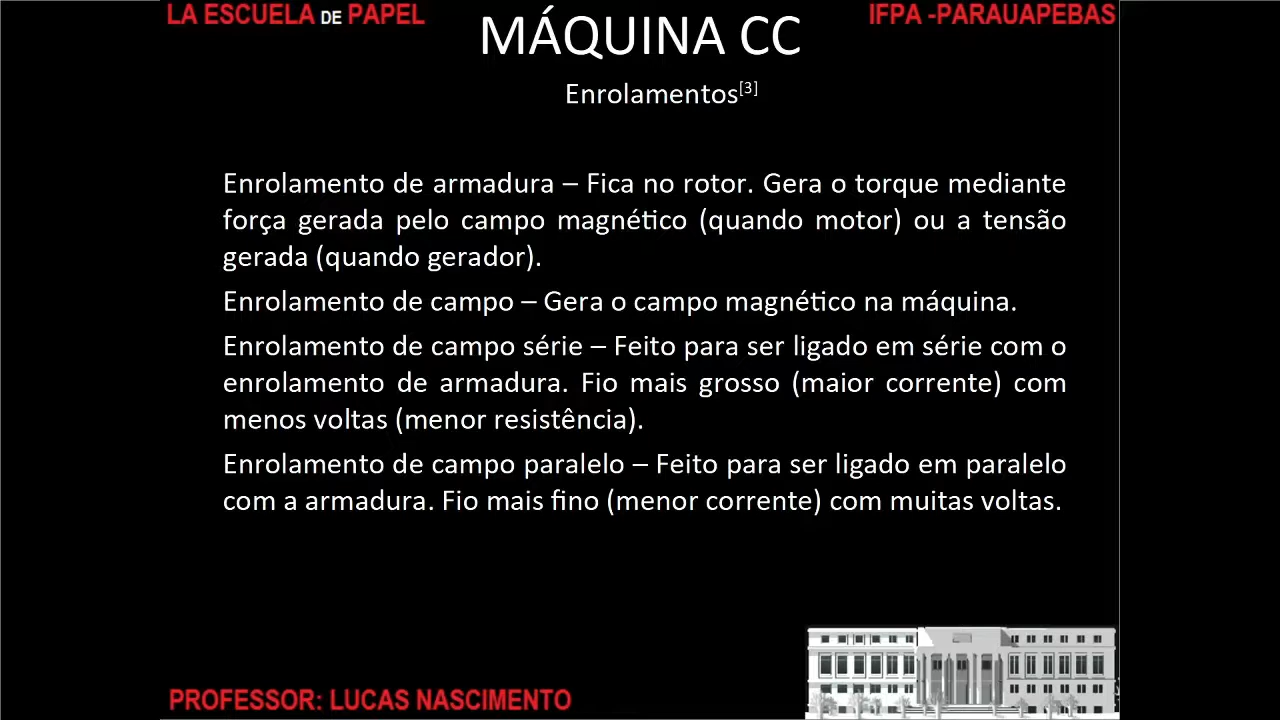 LA ESCUELA DE PAPEL
IFPA -PARAUAPEBAS
MÁQUINA CC
Enrolamentos[3]
Enrolamento de armadura – Fica no rotor. Gera o torque mediante
força gerada pelo campo magnético (quando motor) ou a tensão
gerada (quando gerador).
Enrolamento de campo – Gera o campo magnético na máquina.
Enrolamento de campo série – Feito para ser ligado em série com o
enrolamento de armadura. Fio mais grosso (maior corrente) com
menos voltas (menor resistência).
Enrolamento de campo paralelo – Feito para ser ligado em paralelo
com a armadura. Fio mais fino (menor corrente) com muitas voltas.
PROFESSOR: LUCAS NASCIMENTO